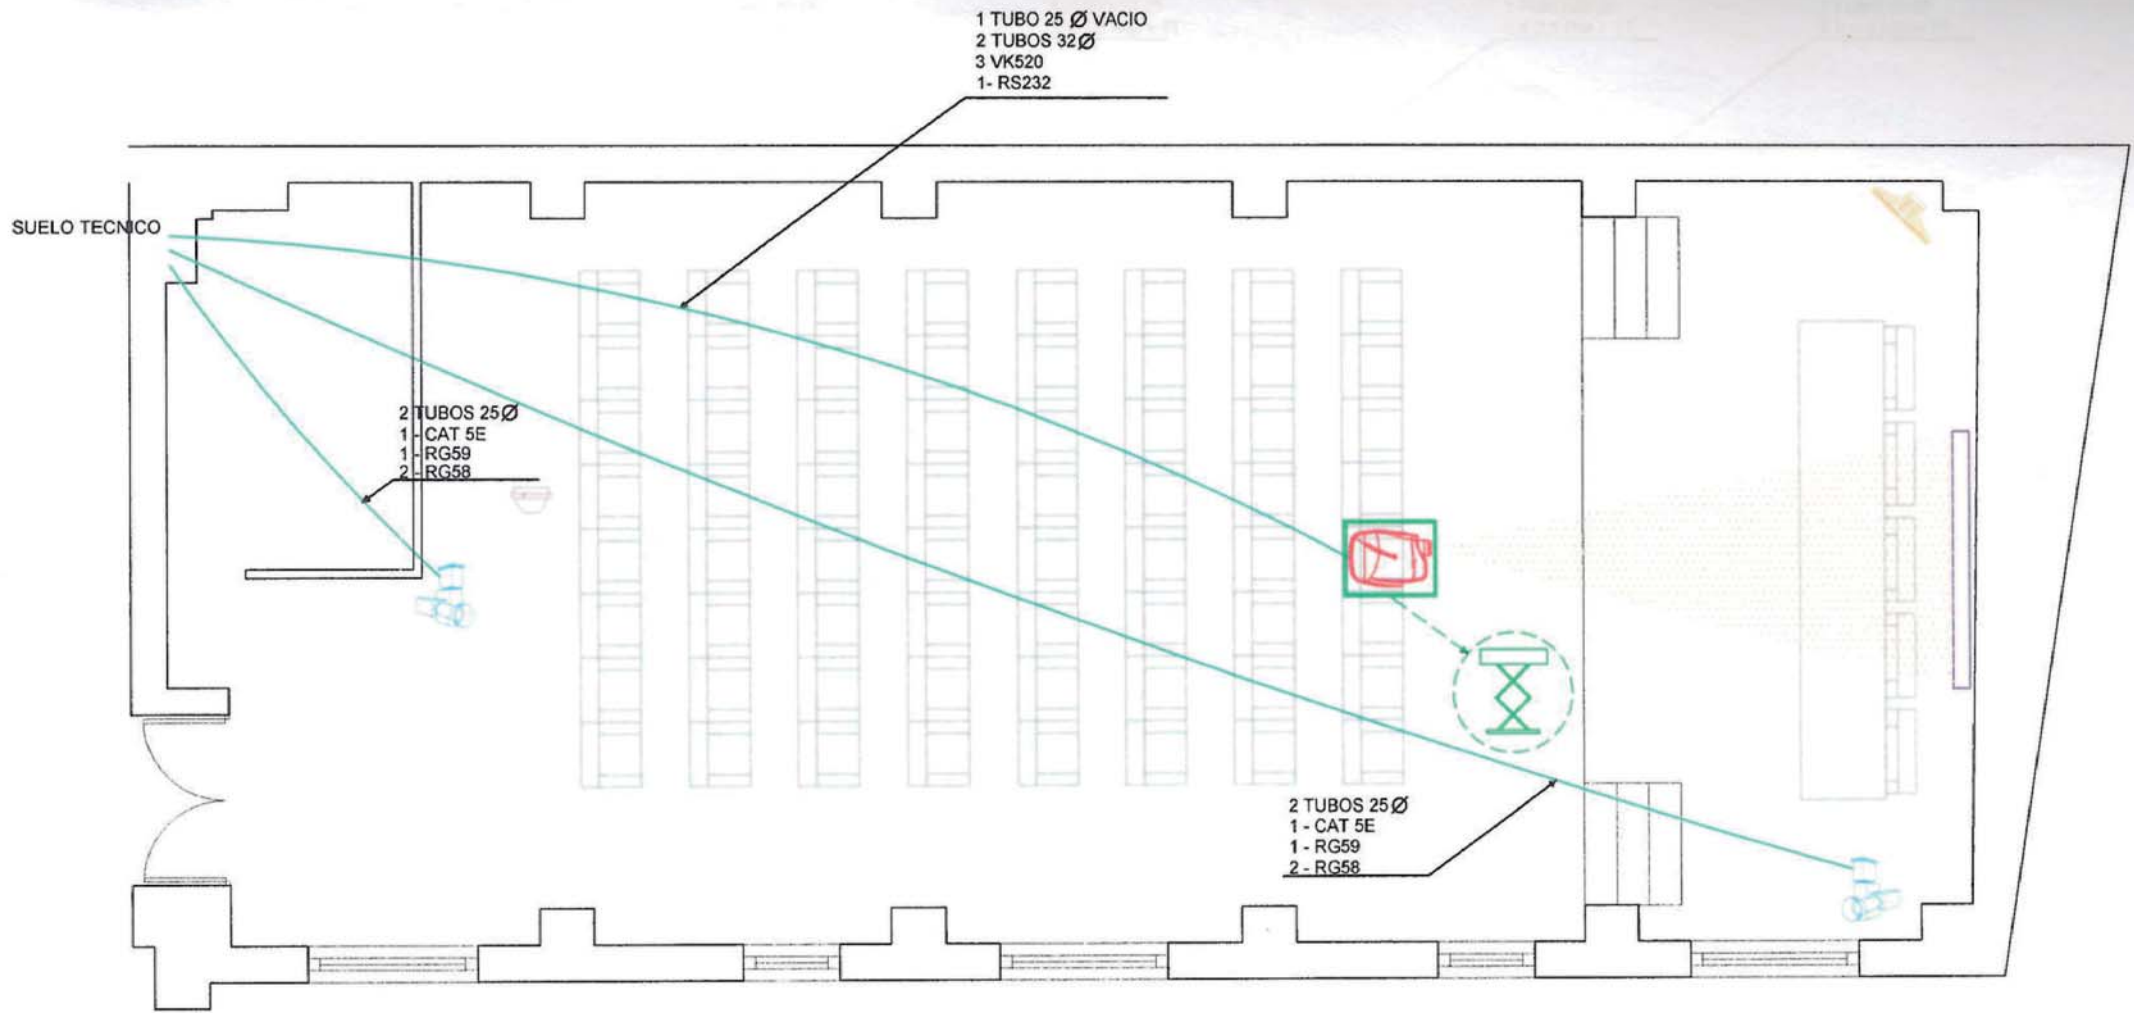 1 TUBO 25 Ø VACIO
2 TUBOS 32Ø
3 VK520
1- RS232
SUELO TECNICO
2 TUBOS 25Ø
1 - CAT 5E
1 - RG59
2 - RG58
2 TUBOS 25Ø
1 - CAT 5E
1 - RG59
2 - RG58